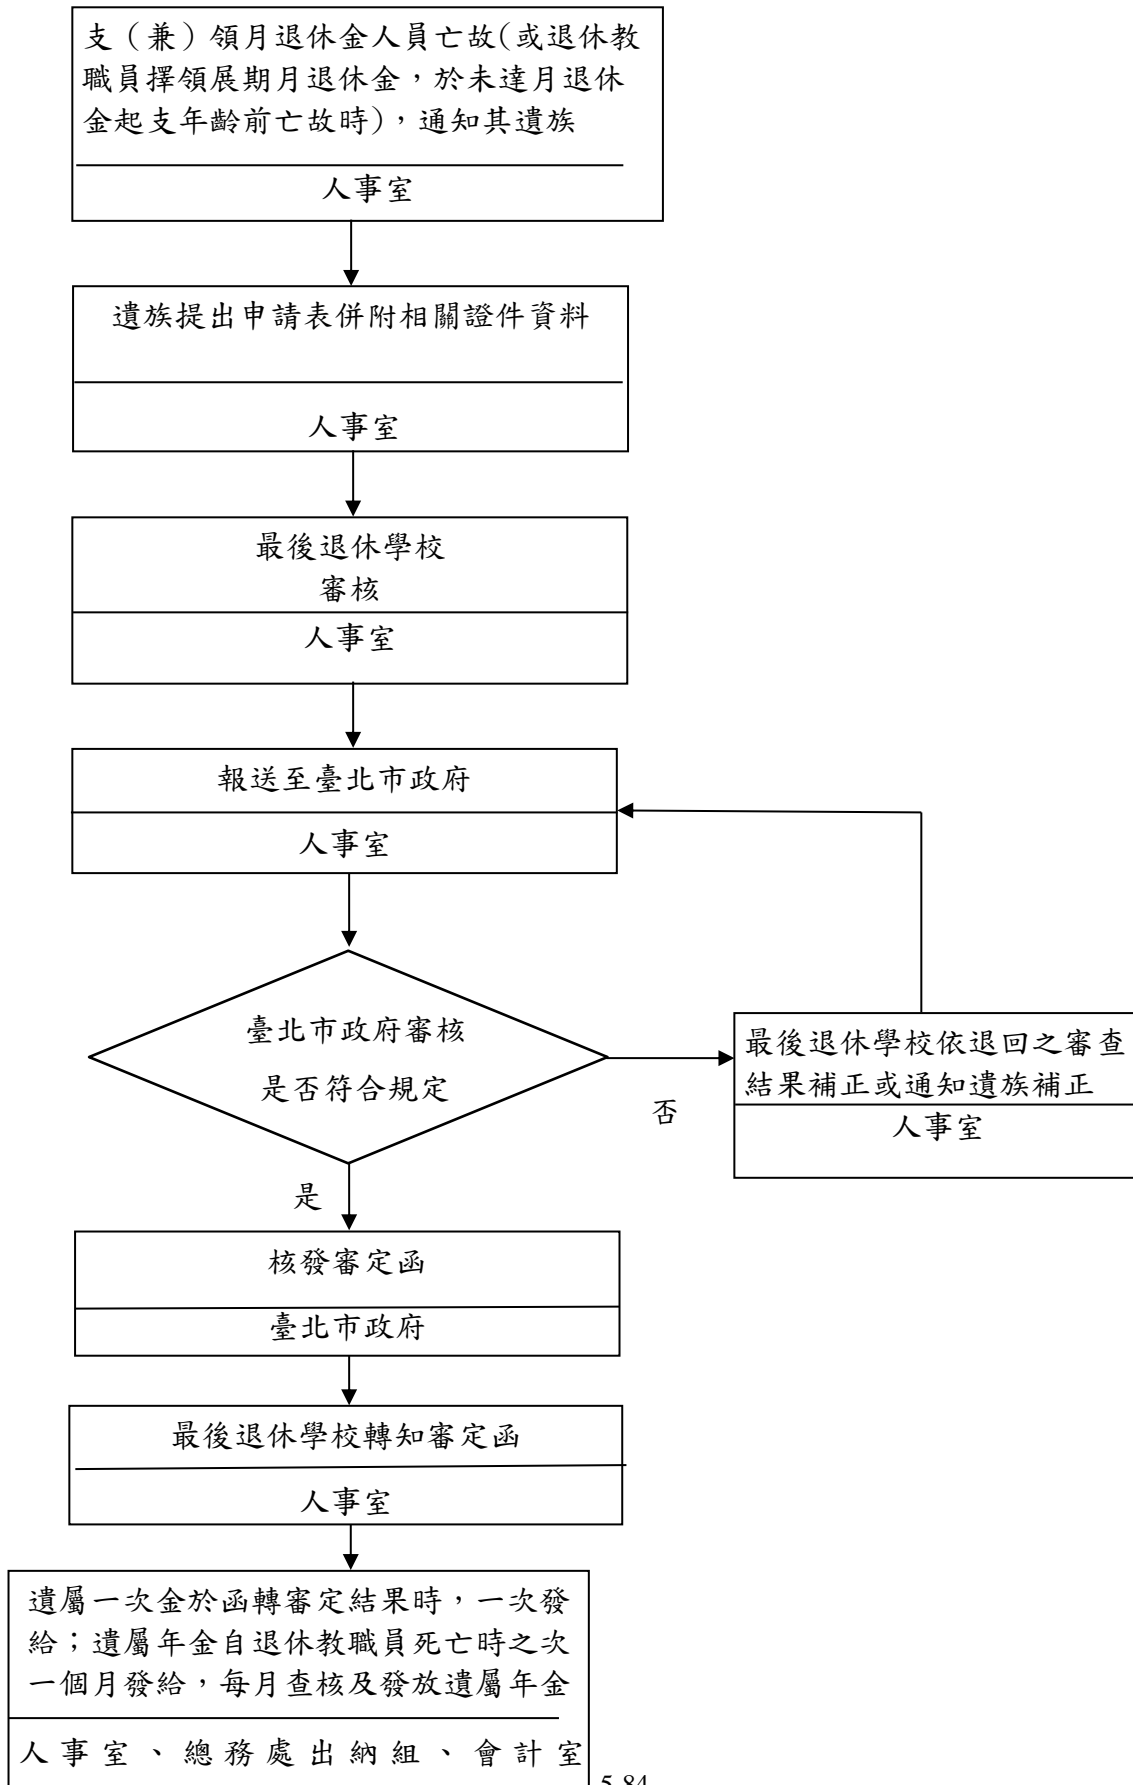 支（兼）領月退休金人員亡故(或退休教
職員擇領展期月退休金，於未達月退休
金起支年齡前亡故時)，通知其遺族
人事室
遺族提出申請表併附相關證件資料
人事室
最後退休學校
審核
人事室
報送至臺北市政府
人事室
臺北市政府審核
是否符合規定
否
最後退休學校依退回之審查
結果補正或通知遺族補正
人事室
是
核發審定函
臺北市政府
最後退休學校轉知審定函
人事室
遺屬一次金於函轉審定結果時，一次發
給；遺屬年金自退休教職員死亡時之次
一個月發給，每月查核及發放遺屬年金
人事室、總務處出納組、會計室
5-84